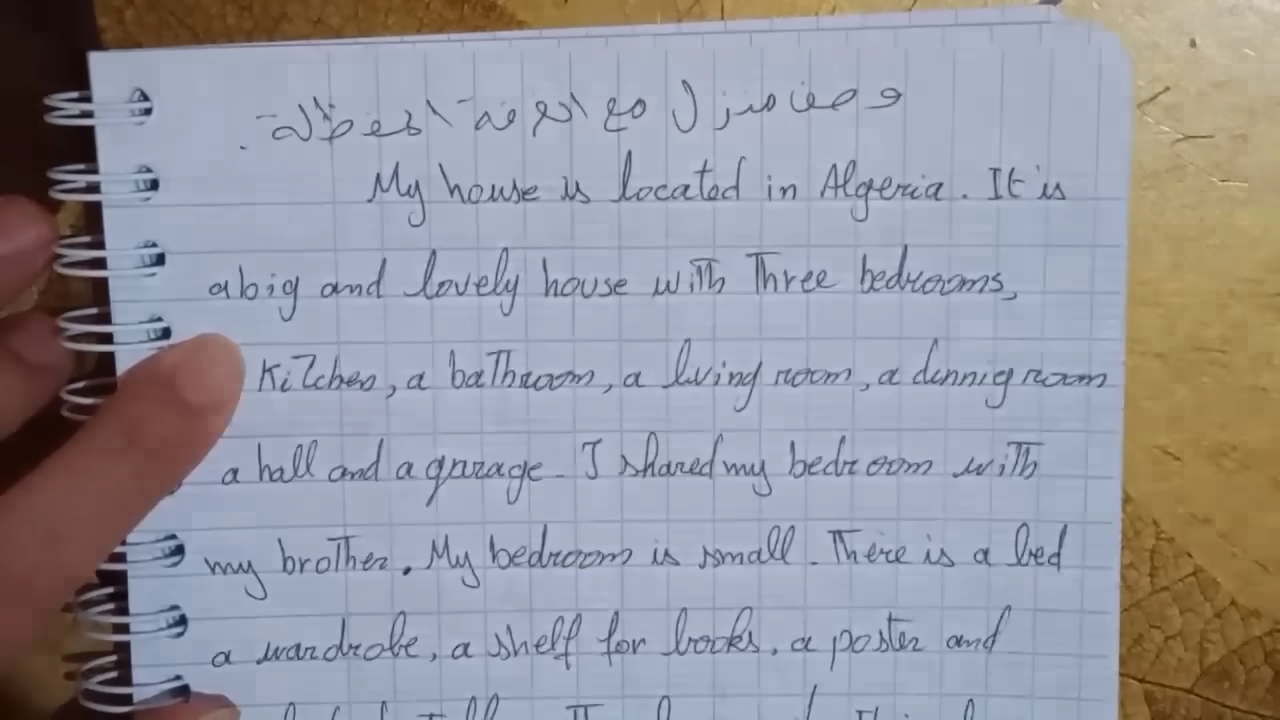 وصف منزل مع الغرفة
My house is located in Algeria. It is
a big and lovely house with Three bedrooms,
Kitchen, a bathroom, a living room, a dinnig room
a hall and a garage. I shared my bedroom with
my brother. My bedroom is small. There is a bed
a wardrobe, a shelf for books, a poster and